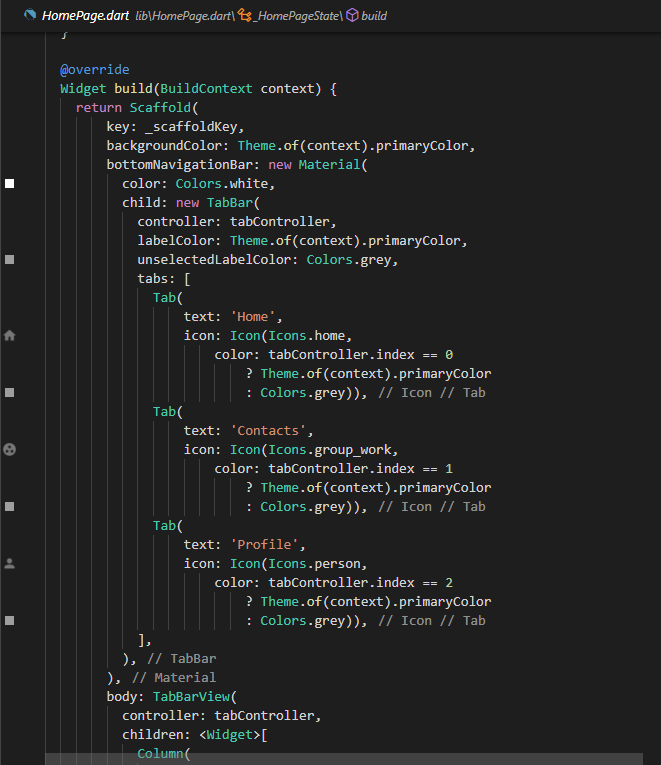 HomePage.dart lib\HomePage.dart\ _HomePageState\ build
}
@override
Widget build(BuildContext context) {
return Scaffold(
key: _scaffoldKey,
backgroundColor: Theme.of(context).primaryColor,
bottomNavigationBar: new Material(
color: Colors.white,
child: new TabBar(
controller: tabController,
labelColor: Theme.of(context).primaryColor,
unselectedLabelColor: Colors.grey,
tabs: [
Tab(
text: 'Home',
icon: Icon(Icons.home,
color: tabController.index == 0
? Theme.of(context).primaryColor
: Colors.grey)), // Icon // Tab
Tab(
text: 'Contacts',
icon: Icon(Icons.group_work,
color: tabController.index == 1
? Theme.of(context).primaryColor
: Colors.grey)), // Icon // Tab
Tab(
text: 'Profile',
icon: Icon(Icons.person,
color: tabController.index == 2
? Theme.of(context).primaryColor
: Colors.grey)), // Icon // Tab
],
), // TabBar
), // Material
body: TabBarView(
controller: tabController,
children: <Widget>[
Column(